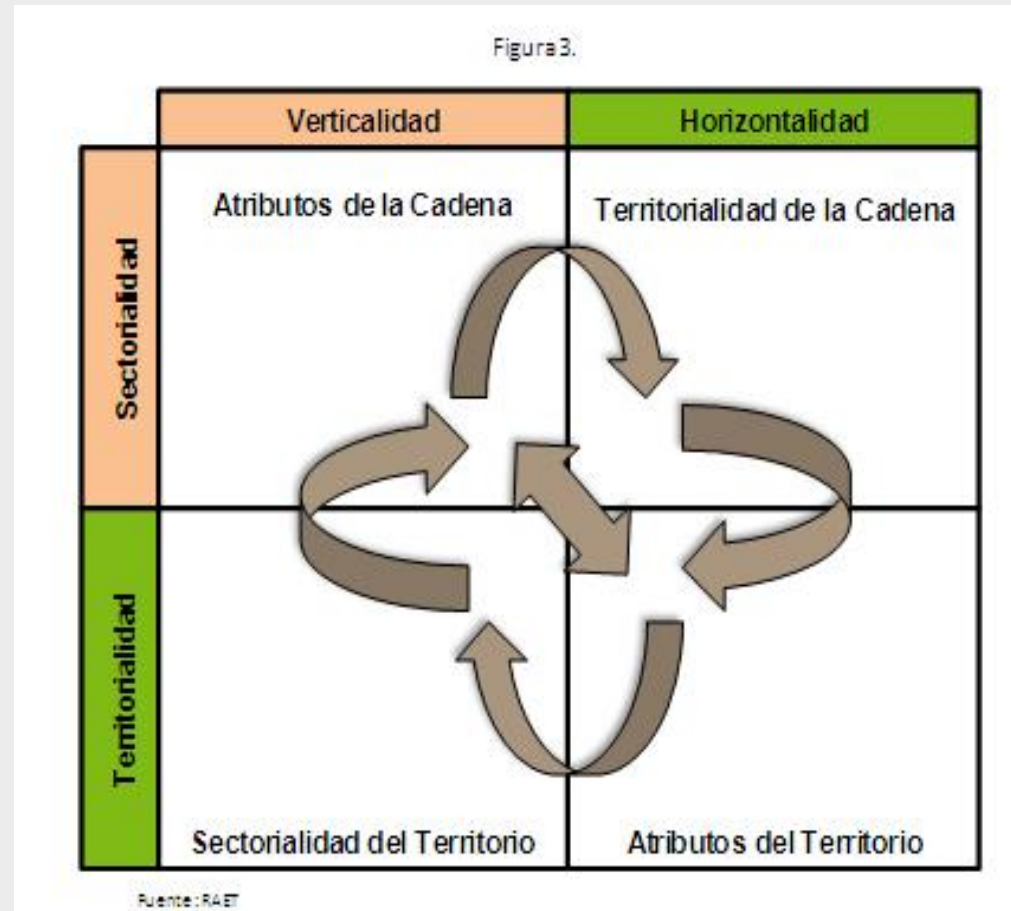 Figura 3.
Verticalidad
Horizontalidad
Sectorialidad
Atributos de la Cadena
Territorialidad de la Cadena
Territorialidad
Sectorialidad del Territorio
Atributos del Territorio
Fuente: RAET